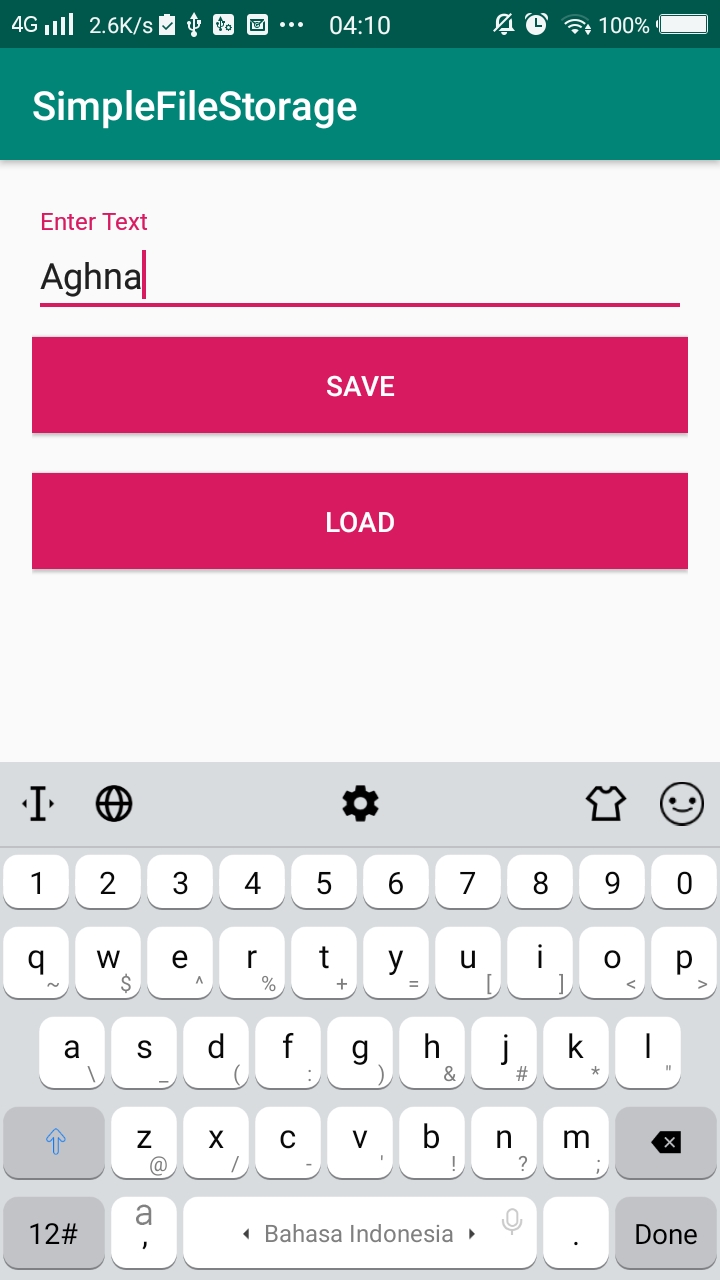 4G 2.6K/s 04:10 100%
SimpleFileStorage
Enter Text
Aghna
SAVE
LOAD
1 2 3 4 5 6 7 8 9 0
q w e r t y u i o p
~ $ ^ % + = [ ] < >
a s d f g h j k l
\ _ ( : ) & # * "
z x c v b n m
@ / - ' ! ? ;
12# a , Bahasa Indonesia . Done